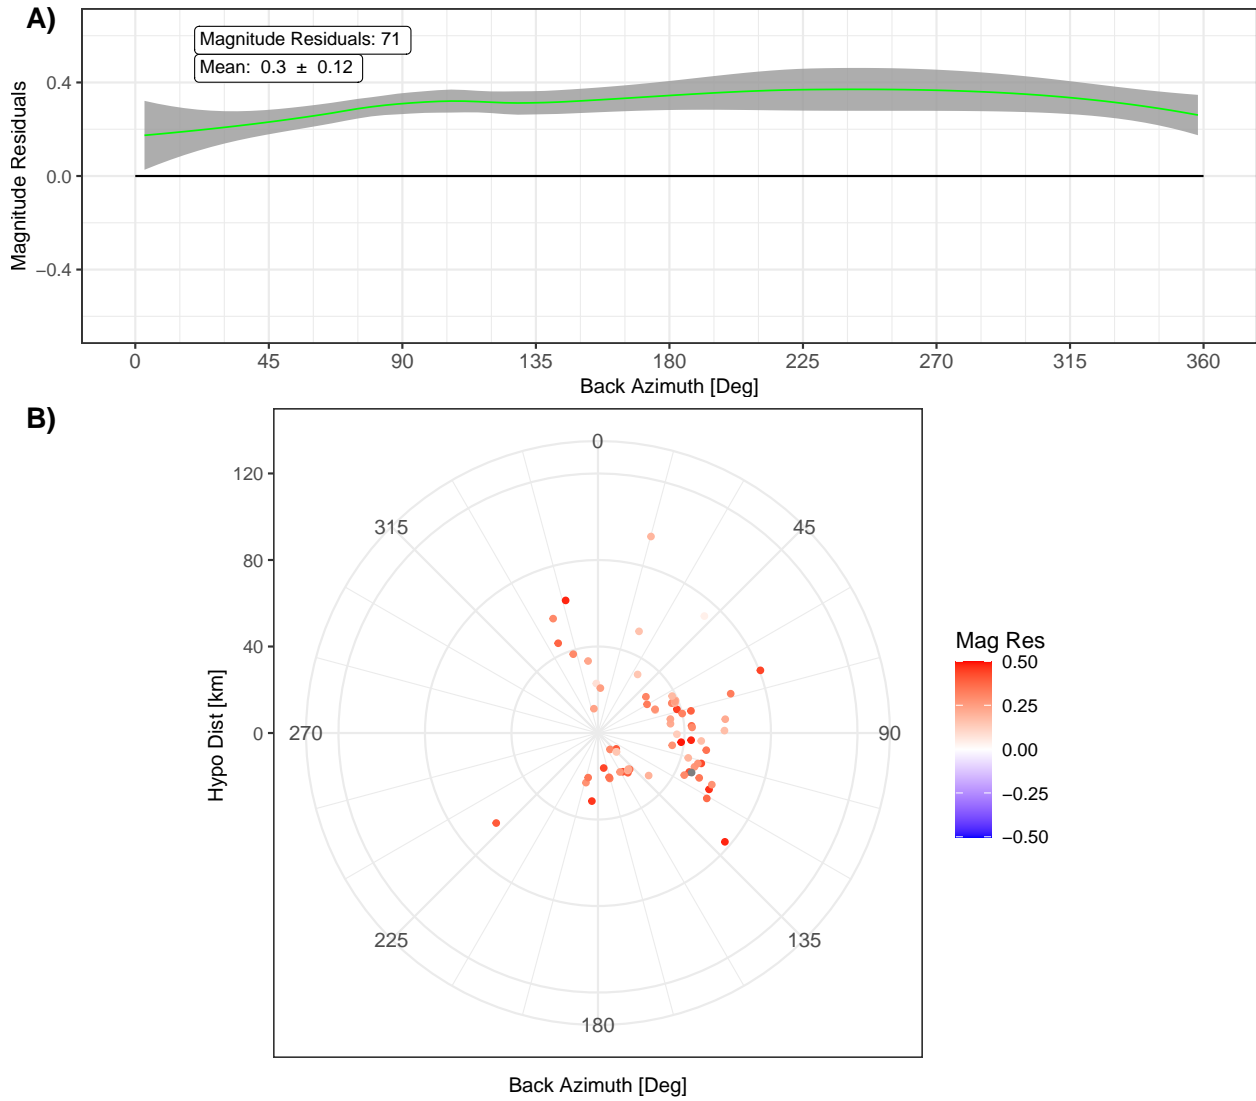 A)
Magnitude Residuals: 71
Mean:  0.3  ±  0.12
Magnitude Residuals
0.4
0.0
−0.4
0 45 90 135 180 225 270 315 360
Back Azimuth [Deg]
B)
Hypo Dist [km]
120
80
40
0
0
45
90
135
180
225
270
315
Back Azimuth [Deg]
Mag Res
0.50
0.25
0.00
−0.25
−0.50